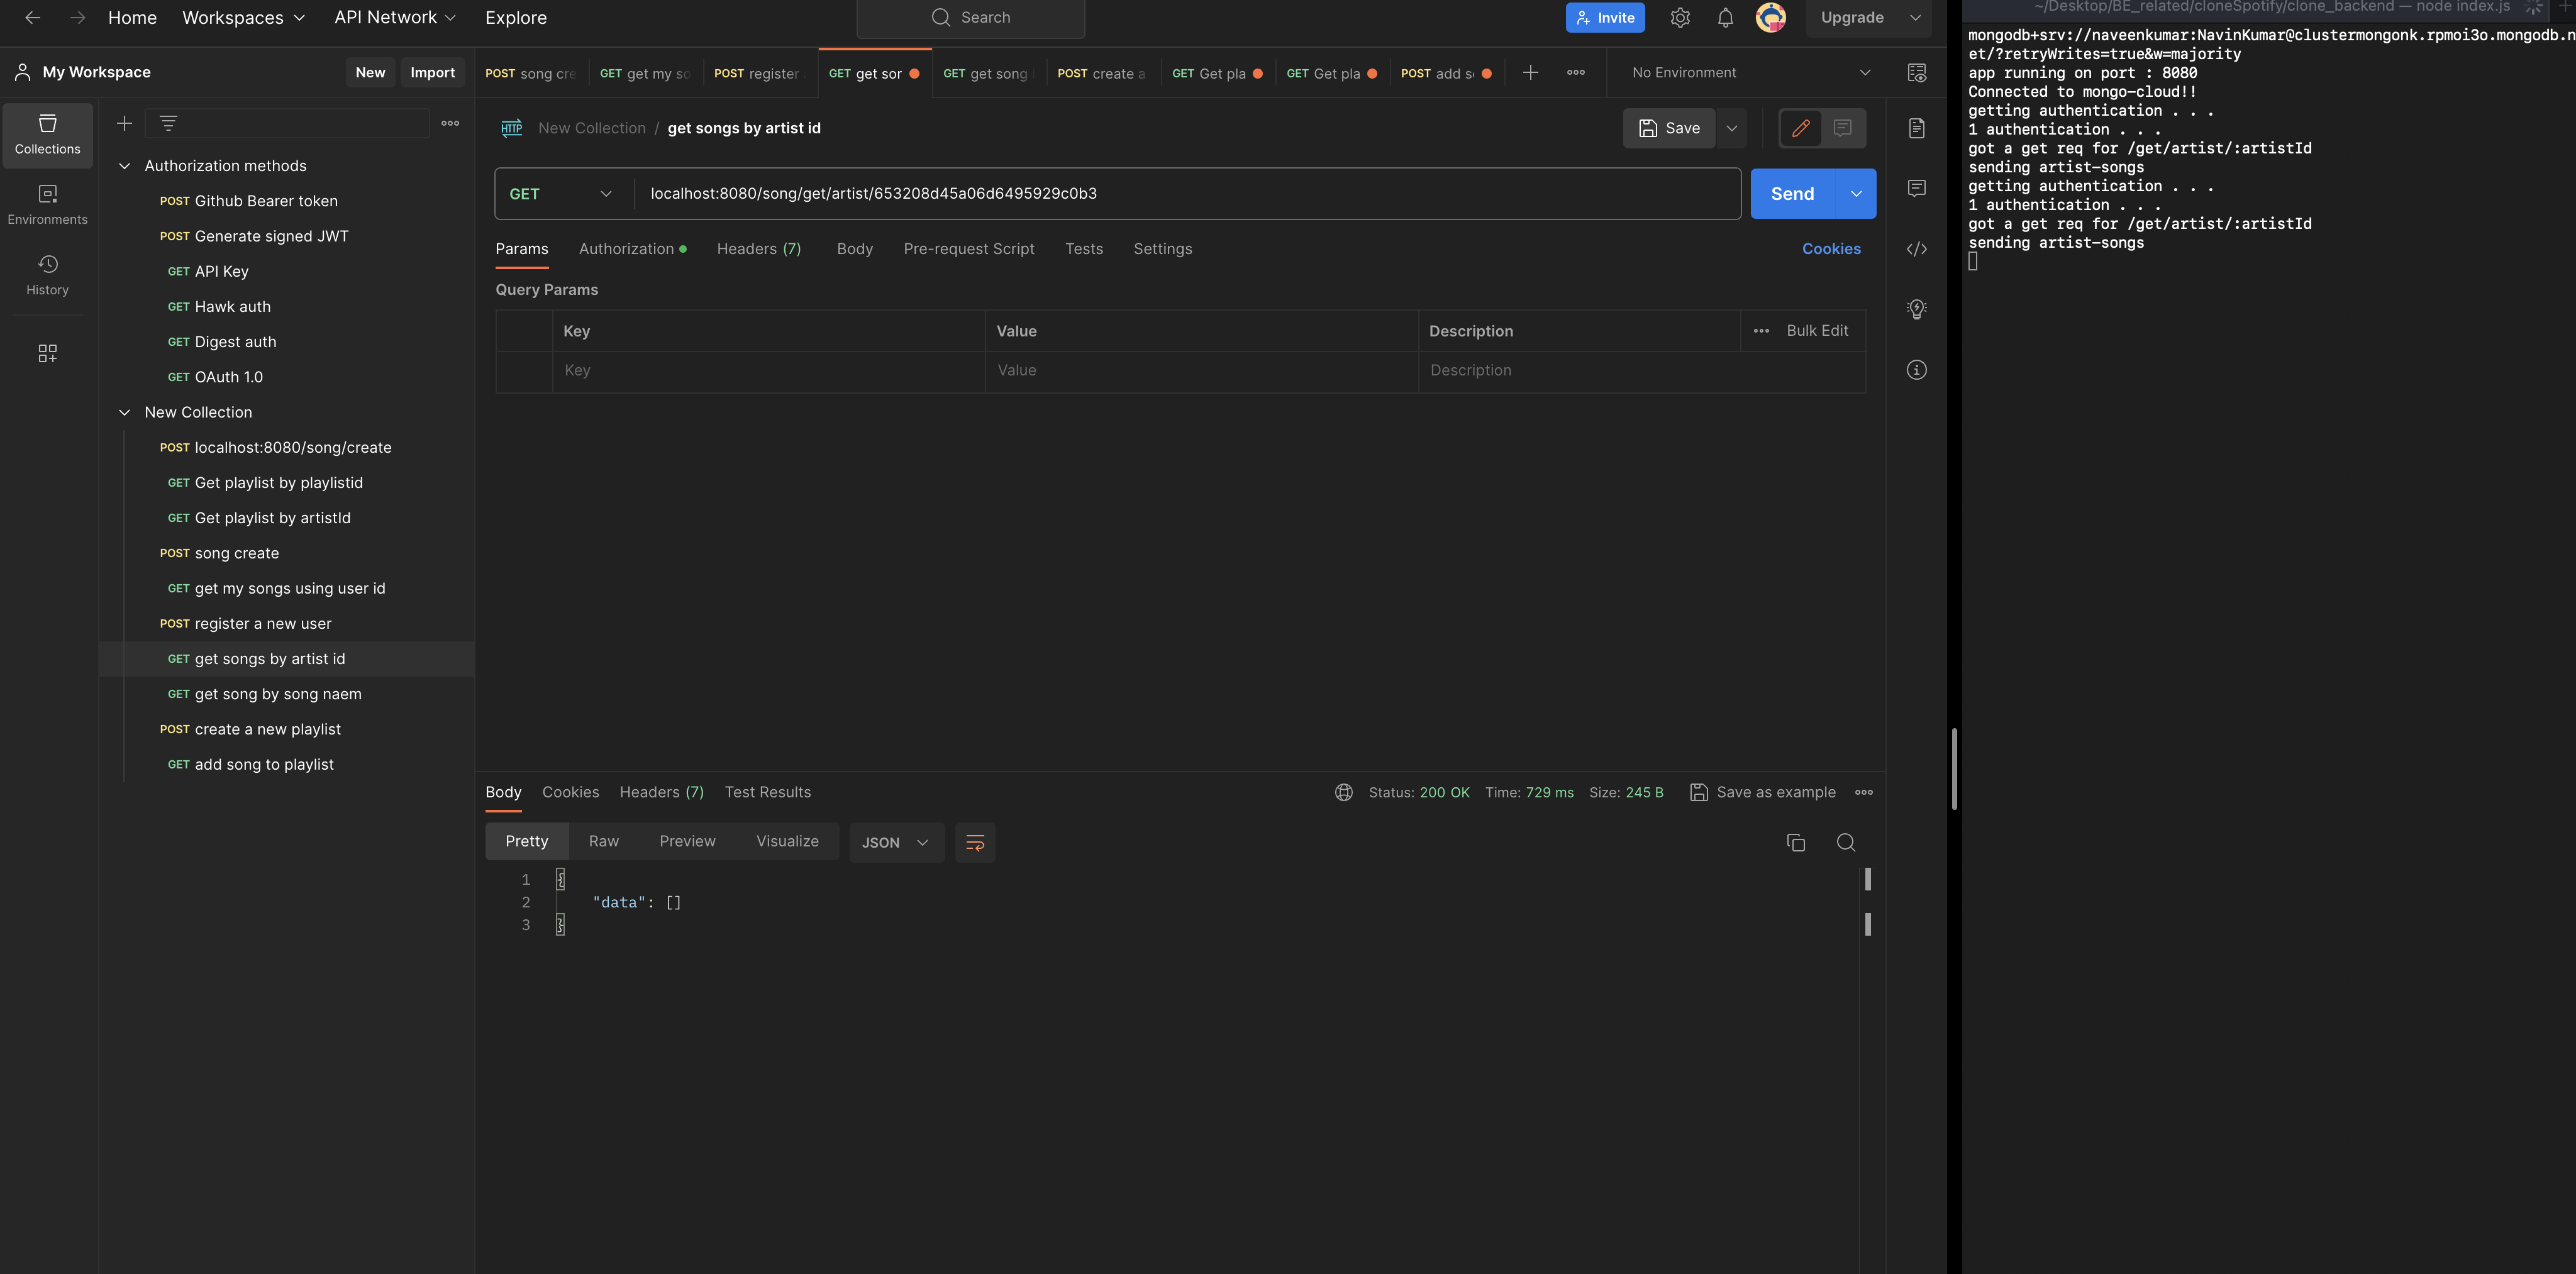 Home Workspaces API Network Explore Search Invite Upgrade
My Workspace New Import
POST song cre GET get my so POST register GET get sor GET get song POST create a GET Get pla GET Get pla POST add s No Environment
Collections
Environments
History
Authorization methods
POST Github Bearer token
POST Generate signed JWT
GET API Key
GET Hawk auth
GET Digest auth
GET OAuth 1.0
New Collection
POST localhost:8080/song/create
GET Get playlist by playlistid
GET Get playlist by artistId
POST song create
GET get my songs using user id
POST register a new user
GET get songs by artist id
GET get song by song naem
POST create a new playlist
GET add song to playlist
HTTP New Collection / get songs by artist id Save
GET localhost:8080/song/get/artist/653208d45a06d6495929c0b3 Send
Params Authorization Headers (7) Body Pre-request Script Tests Settings Cookies
Query Params
Key Value Description Bulk Edit
Key Value Description
Body Cookies Headers (7) Test Results Status: 200 OK Time: 729 ms Size: 245 B Save as example
Pretty Raw Preview Visualize JSON
1 {
2 "data": []
3 }
~/Desktop/BE_related/cloneSpotify/clone_backend — node index.js
mongodb+srv://naveenkumar:NavinKumar@clustermongonk.rpmoi3o.mongodb.n
et/?retryWrites=true&w=majority
app running on port : 8080
Connected to mongo-cloud!!
getting authentication . . .
1 authentication . . .
got a get req for /get/artist/:artistId
sending artist-songs
getting authentication . . .
1 authentication . . .
got a get req for /get/artist/:artistId
sending artist-songs